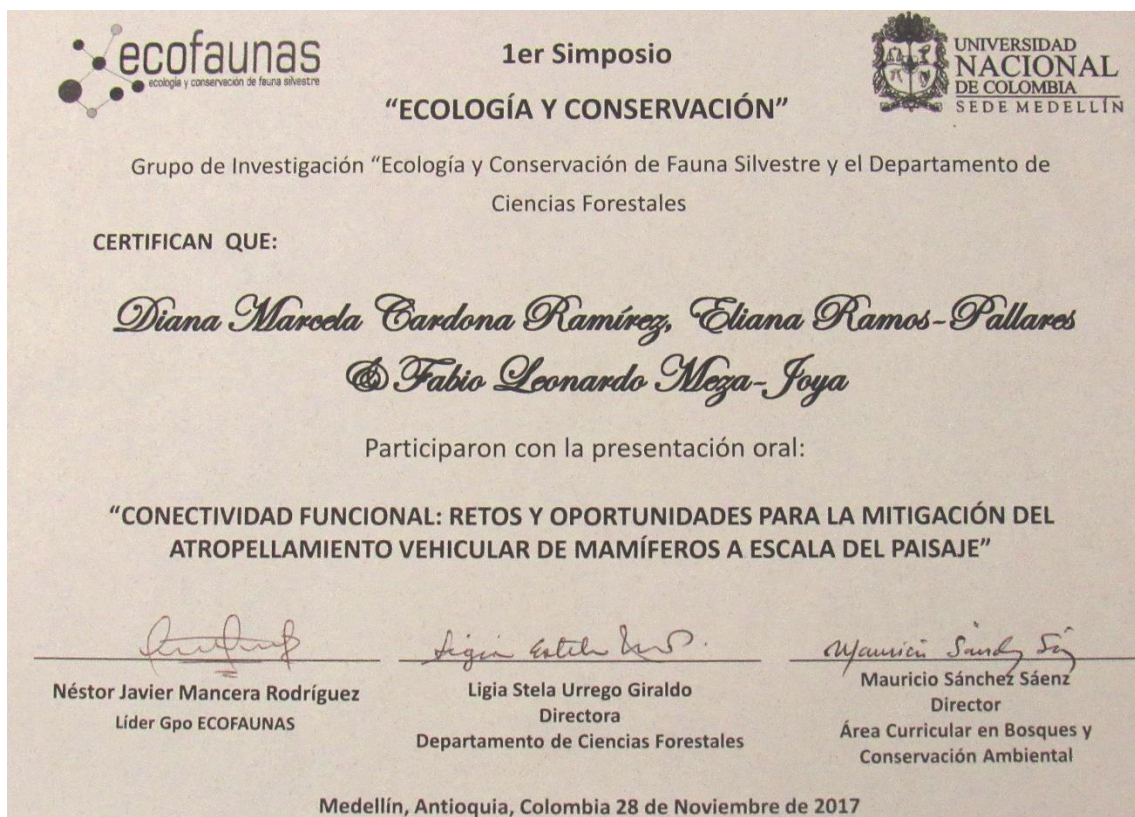 ecofaunas
ecología y conservación de fauna silvestre
1er Simposio
“ECOLOGÍA Y CONSERVACIÓN”
UNIVERSIDAD
NACIONAL
DE COLOMBIA
SEDE MEDELLÍN
Grupo de Investigación “Ecología y Conservación de Fauna Silvestre y el Departamento de
Ciencias Forestales
CERTIFICAN QUE:
Diana Marcela Cardona Ramírez, Eliana Ramos-Pallares
& Fabio Leonardo Meza-Joya
Participaron con la presentación oral:
“CONECTIVIDAD FUNCIONAL: RETOS Y OPORTUNIDADES PARA LA MITIGACIÓN DEL
ATROPELLAMIENTO VEHICULAR DE MAMÍFEROS A ESCALA DEL PAISAJE”
Néstor Javier Mancera Rodríguez
Líder Gpo ECOFAUNAS
Ligia Stela Urrego Giraldo
Directora
Departamento de Ciencias Forestales
Mauricio Sánchez Sáenz
Director
Área Curricular en Bosques y
Conservación Ambiental
Medellín, Antioquia, Colombia 28 de Noviembre de 2017